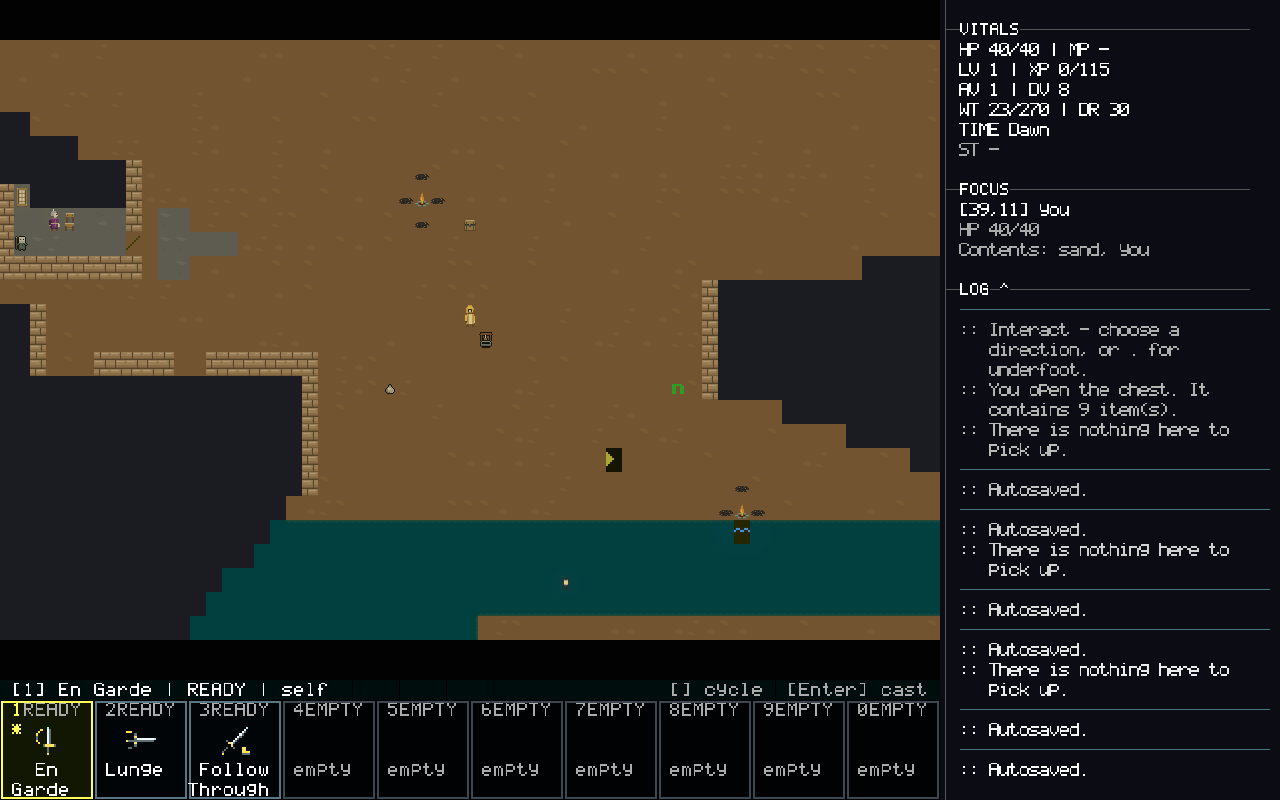 VITALS
HP 40/40 | MP -
LV 1 | XP 0/115
AV 1 | DV 8
WT 23/270 | DR 30
TIME Dawn
ST -
FOCUS
[39,11] You
HP 40/40
Contents: sand, You
LOG ^
:: Interact - choose a
direction, or . for
underfoot.
:: You open the chest. It
contains 9 item(s).
:: There is nothing here to
Pick up.
:: Autosaved.
:: Autosaved.
:: There is nothing here to
Pick up.
:: Autosaved.
:: Autosaved.
:: There is nothing here to
Pick up.
:: Autosaved.
:: Autosaved.
n
[1] En Garde | READY | self
[] cycle [Enter] cast
1READY 2READY 3READY 4EMPTY 5EMPTY 6EMPTY 7EMPTY 8EMPTY 9EMPTY 0EMPTY
*
En Garde
Lunge
Follow Through
empty empty empty empty empty empty empty